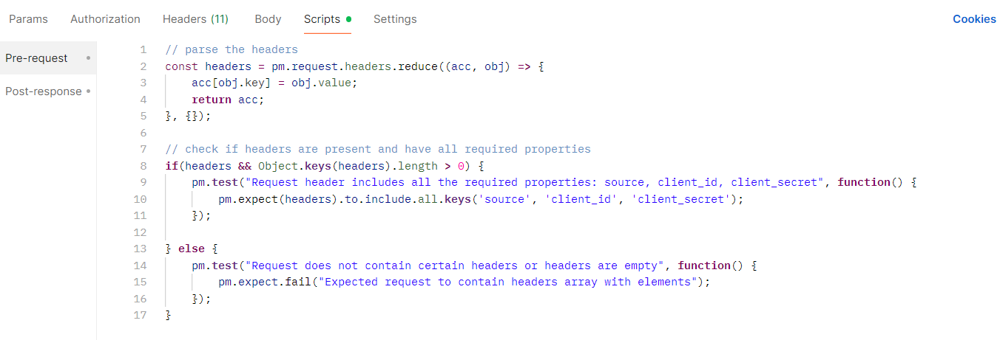 Params Authorization Headers (11) Body Scripts Settings Cookies
Pre-request
Post-response
1 // parse the headers
2 const headers = pm.request.headers.reduce((acc, obj) => {
3 acc[obj.key] = obj.value;
4 return acc;
5 }, {});
6
7 // check if headers are present and have all required properties
8 if(headers && Object.keys(headers).length > 0) {
9 pm.test("Request header includes all the required properties: source, client_id, client_secret", function() {
10 pm.expect(headers).to.include.all.keys('source', 'client_id', 'client_secret');
11 });
12
13 } else {
14 pm.test("Request does not contain certain headers or headers are empty", function() {
15 pm.expect.fail("Expected request to contain headers array with elements");
16 });
17 }